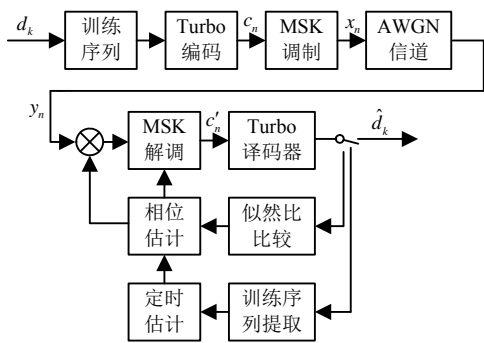 d_k
训练
序列
Turbo
编码
c_n
MSK
调制
x_n
AWGN
信道
y_n
MSK
解调
c'_n
Turbo
译码器
\hat{d}_k
相位
估计
似然比
比较
定时
估计
训练序
列提取